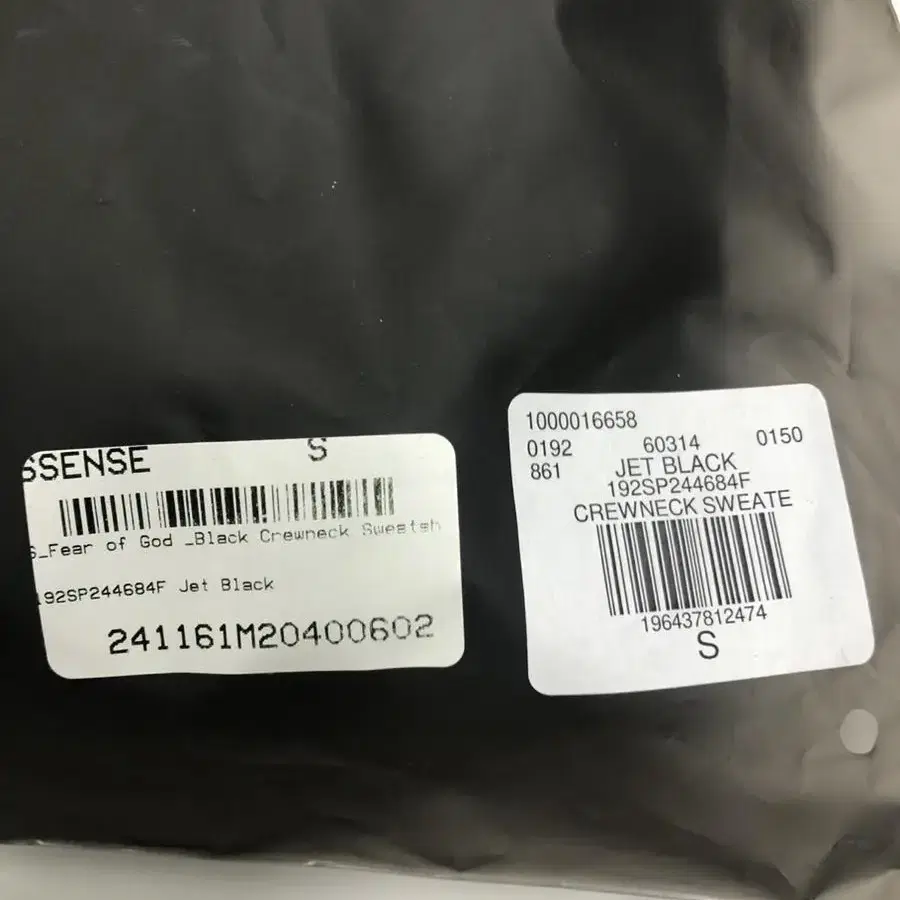 SSENSE S
S_Fear of God _Black Crewneck Sweatsh
192SP244684F Jet Black
241161M20400602
1000016658
0192 60314 0150
861 JET BLACK
192SP244684F
CREWNECK SWEATE
196437812474
S